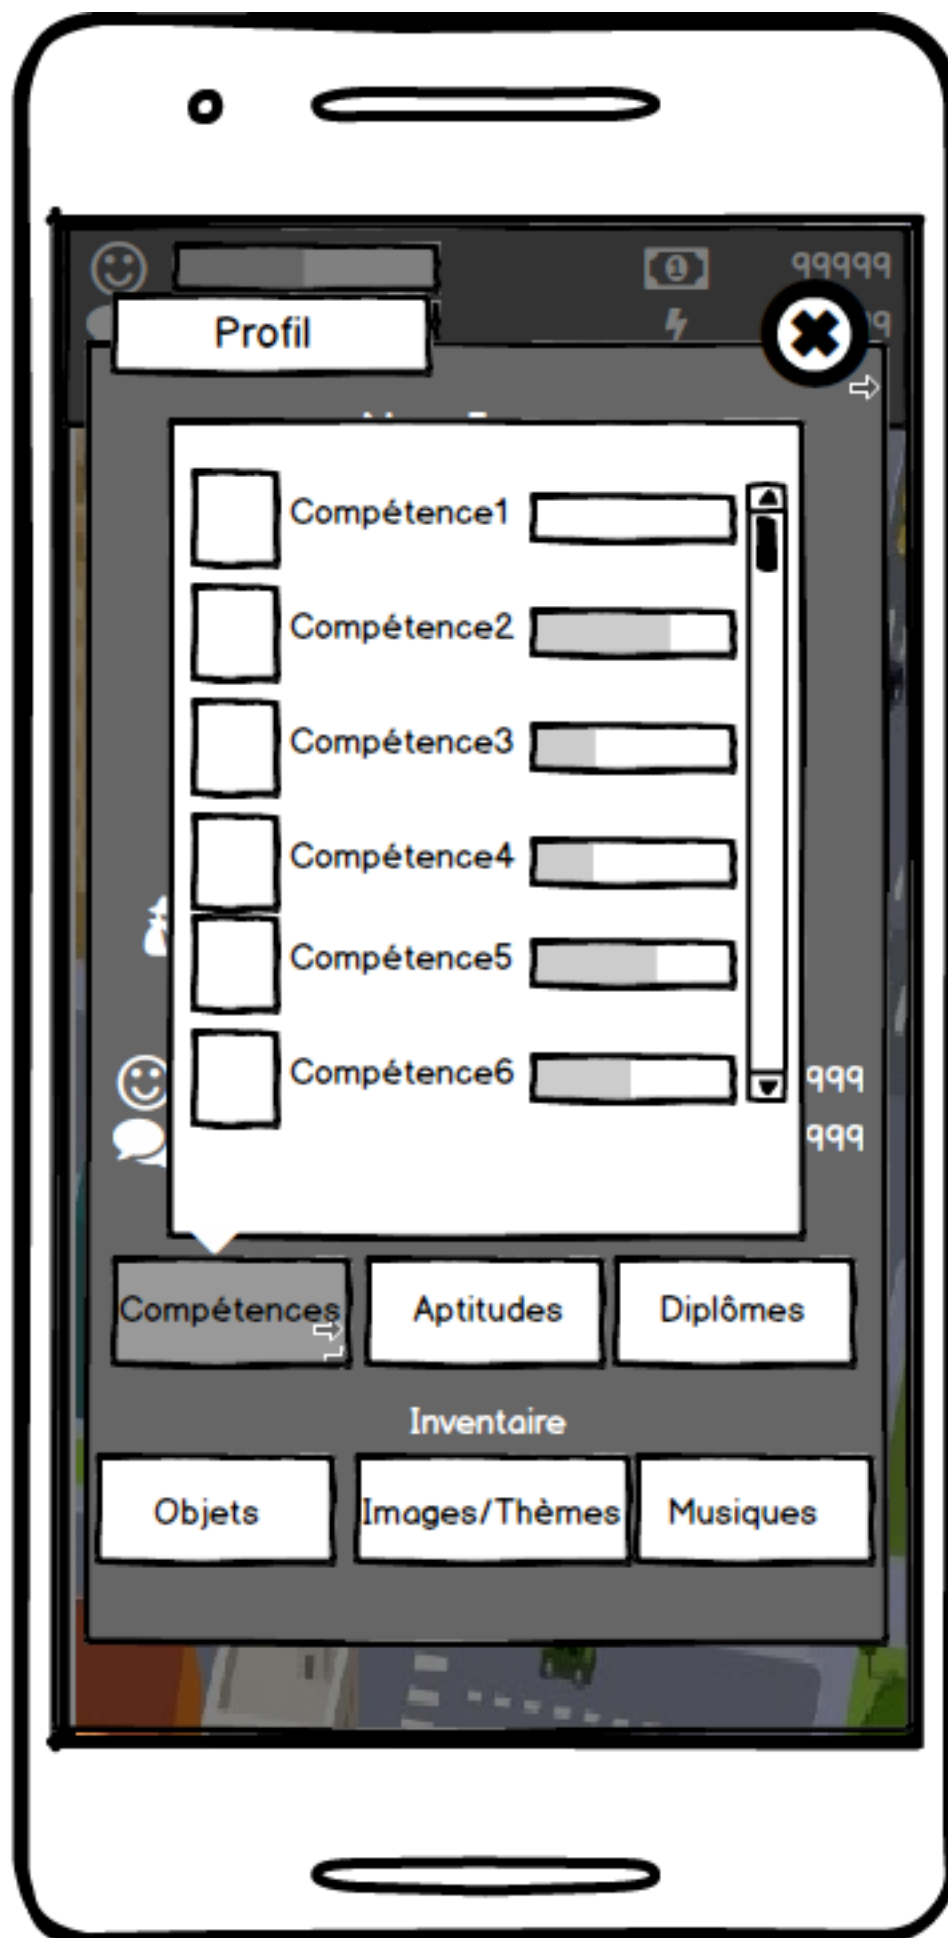 99999
Profil
Compétence1
Compétence2
Compétence3
Compétence4
Compétence5
Compétence6
999
999
Compétences
Aptitudes
Diplômes
Inventaire
Objets
Images/Thèmes
Musiques